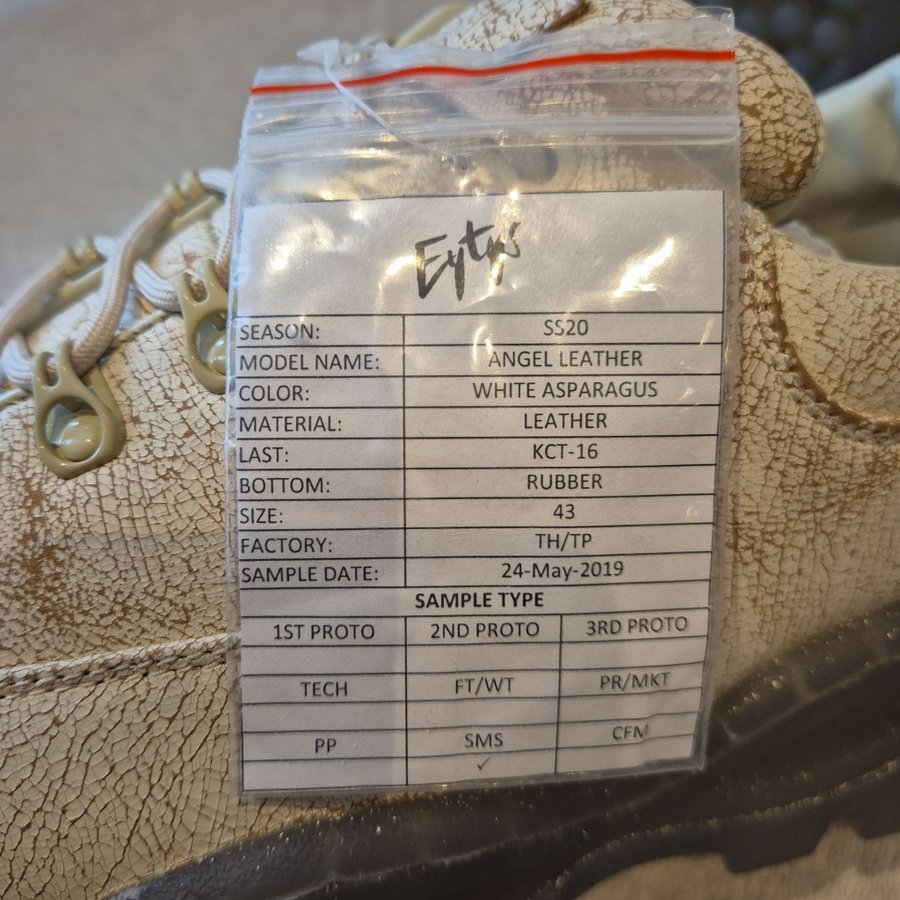 Eytys
SEASON: SS20
MODEL NAME: ANGEL LEATHER
COLOR: WHITE ASPARAGUS
MATERIAL: LEATHER
LAST: KCT-16
BOTTOM: RUBBER
SIZE: 43
FACTORY: TH/TP
SAMPLE DATE: 24-May-2019
SAMPLE TYPE
1ST PROTO 2ND PROTO 3RD PROTO
TECH FT/WT PR/MKT
PP SMS CFM
✓